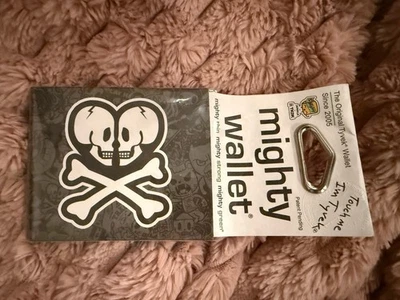 The Original Tyvek® Wallet
Since 2005
mighty
wallet®
Patent Pending
mighty thin mighty strong mighty green®
Touch me
I'm Tyvek